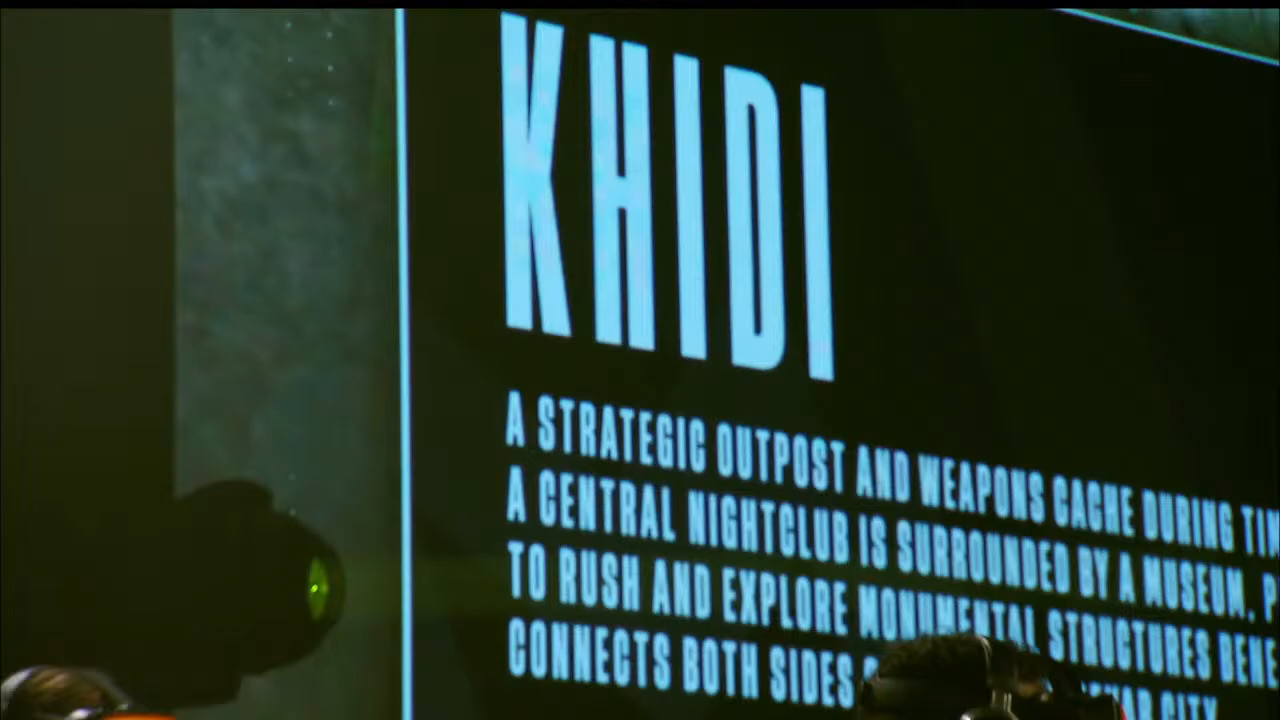 KHIDI
A STRATEGIC OUTPOST AND WEAPONS CACHE DURING
A CENTRAL NIGHTCLUB IS SURROUNDED BY A MUSEUM.
TO RUSH AND EXPLORE MONUMENTAL STRUCTURES
CONNECTS BOTH SIDES CITY